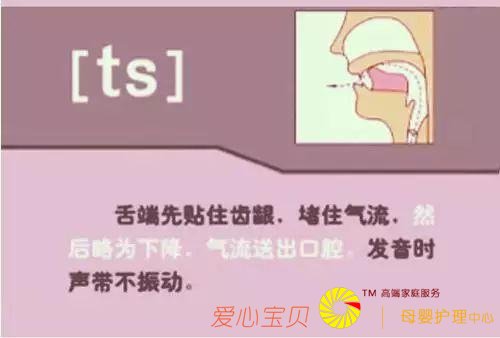 [ts]
舌端先贴住齿龈，堵住气流，然
后略为下降，气流送出口腔。发音时
声带不振动。
爱心宝贝
TM 高端家庭服务
母婴护理中心